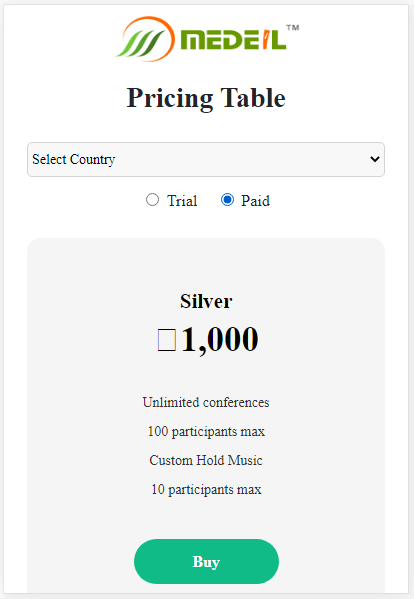 MEDEIL™
Pricing Table
Select Country
Trial Paid
Silver
1,000
Unlimited conferences
100 participants max
Custom Hold Music
10 participants max
Buy